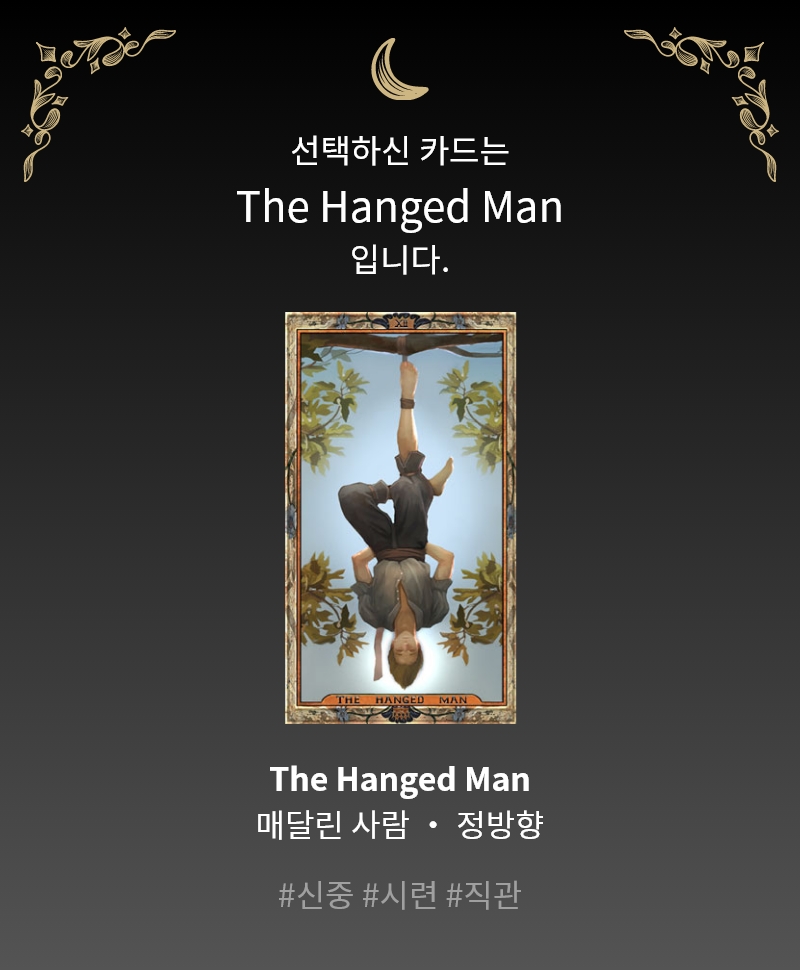 선택하신 카드는
The Hanged Man
입니다.
XII
THE HANGED MAN
The Hanged Man
매달린 사람 • 정방향
#신중 #시련 #직관